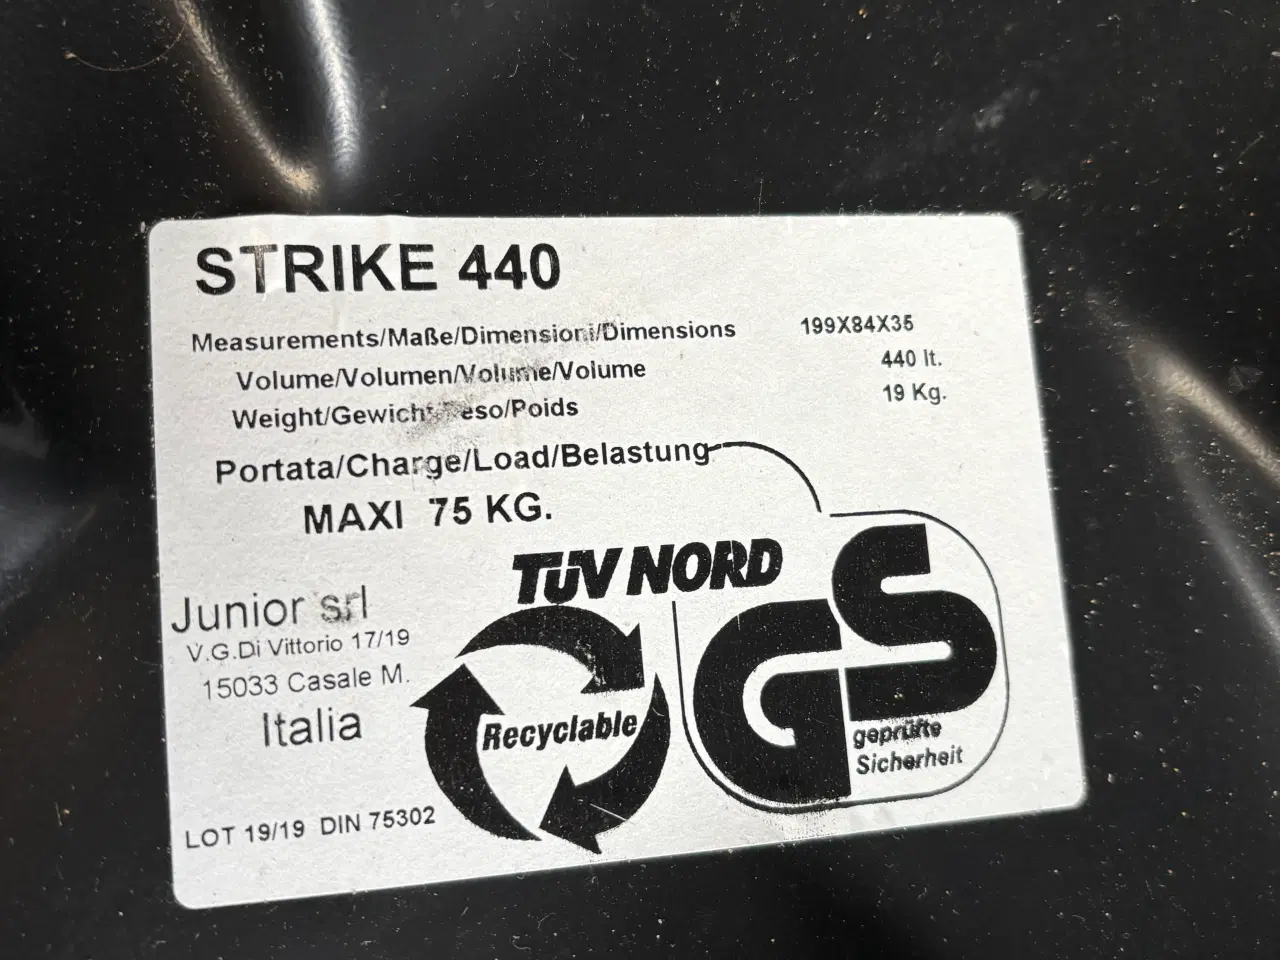 STRIKE 440
Measurements/Maße/Dimensioni/Dimensions 199X84X35
Volume/Volumen/Volume/Volume 440 lt.
Weight/Gewicht/Peso/Poids 19 Kg.
Portata/Charge/Load/Belastung
MAXI 75 KG.
TÜV NORD
GS
geprüfte
Sicherheit
Junior srl
V.G.Di Vittorio 17/19
15033 Casale M.
Italia
Recyclable
LOT 19/19 DIN 75302